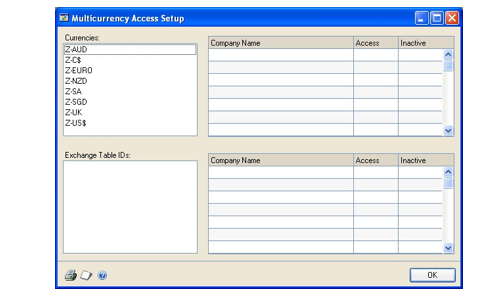 Multicurrency Access Setup
Currencies:
Company Name Access Inactive
Z-AUD
Z-C$
Z-EURO
Z-NZD
Z-SA
Z-SGD
Z-UK
Z-US$
Exchange Table IDs:
Company Name Access Inactive
OK